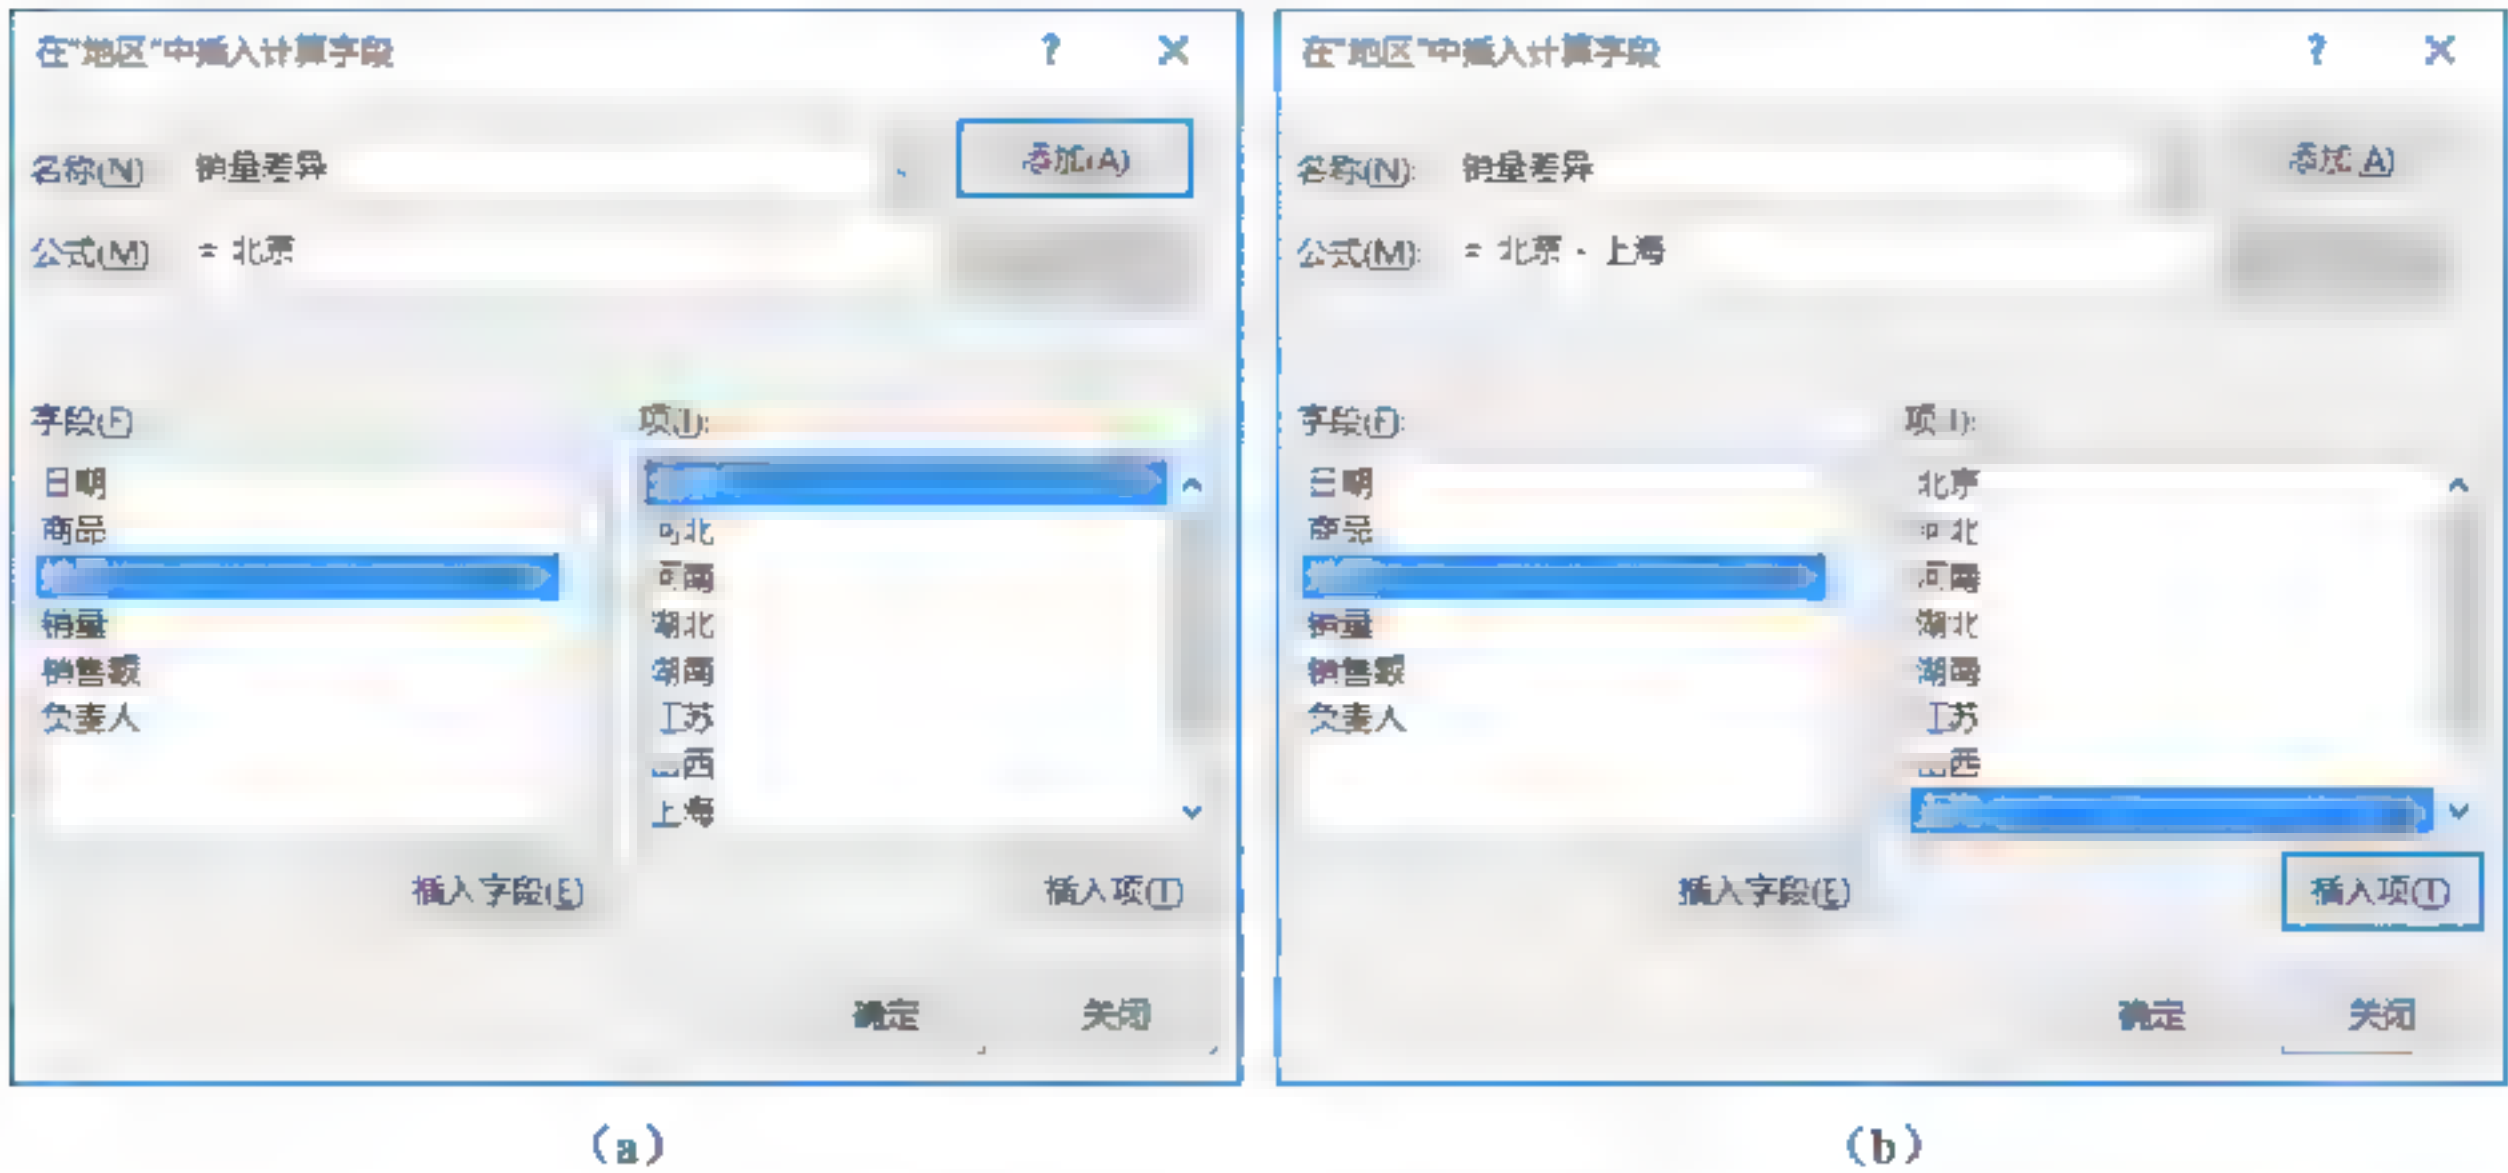 在"地区"中插入计算字段
名称(N) 销量差异
添加(A)
公式(M) = 北京
字段(F)
日期
商品
销量
销售额
负责人
插入字段(E)
项(I):
河北
河南
湖北
湖南
江苏
山西
上海
插入项(T)
确定
关闭
(a)
在"地区"中插入计算字段
名称(N): 销量差异
添加(A)
公式(M): = 北京 - 上海
字段(F):
日期
商品
销量
销售额
负责人
插入字段(E)
项(I):
北京
河北
河南
湖北
湖南
江苏
山西
插入项(T)
确定
关闭
(b)